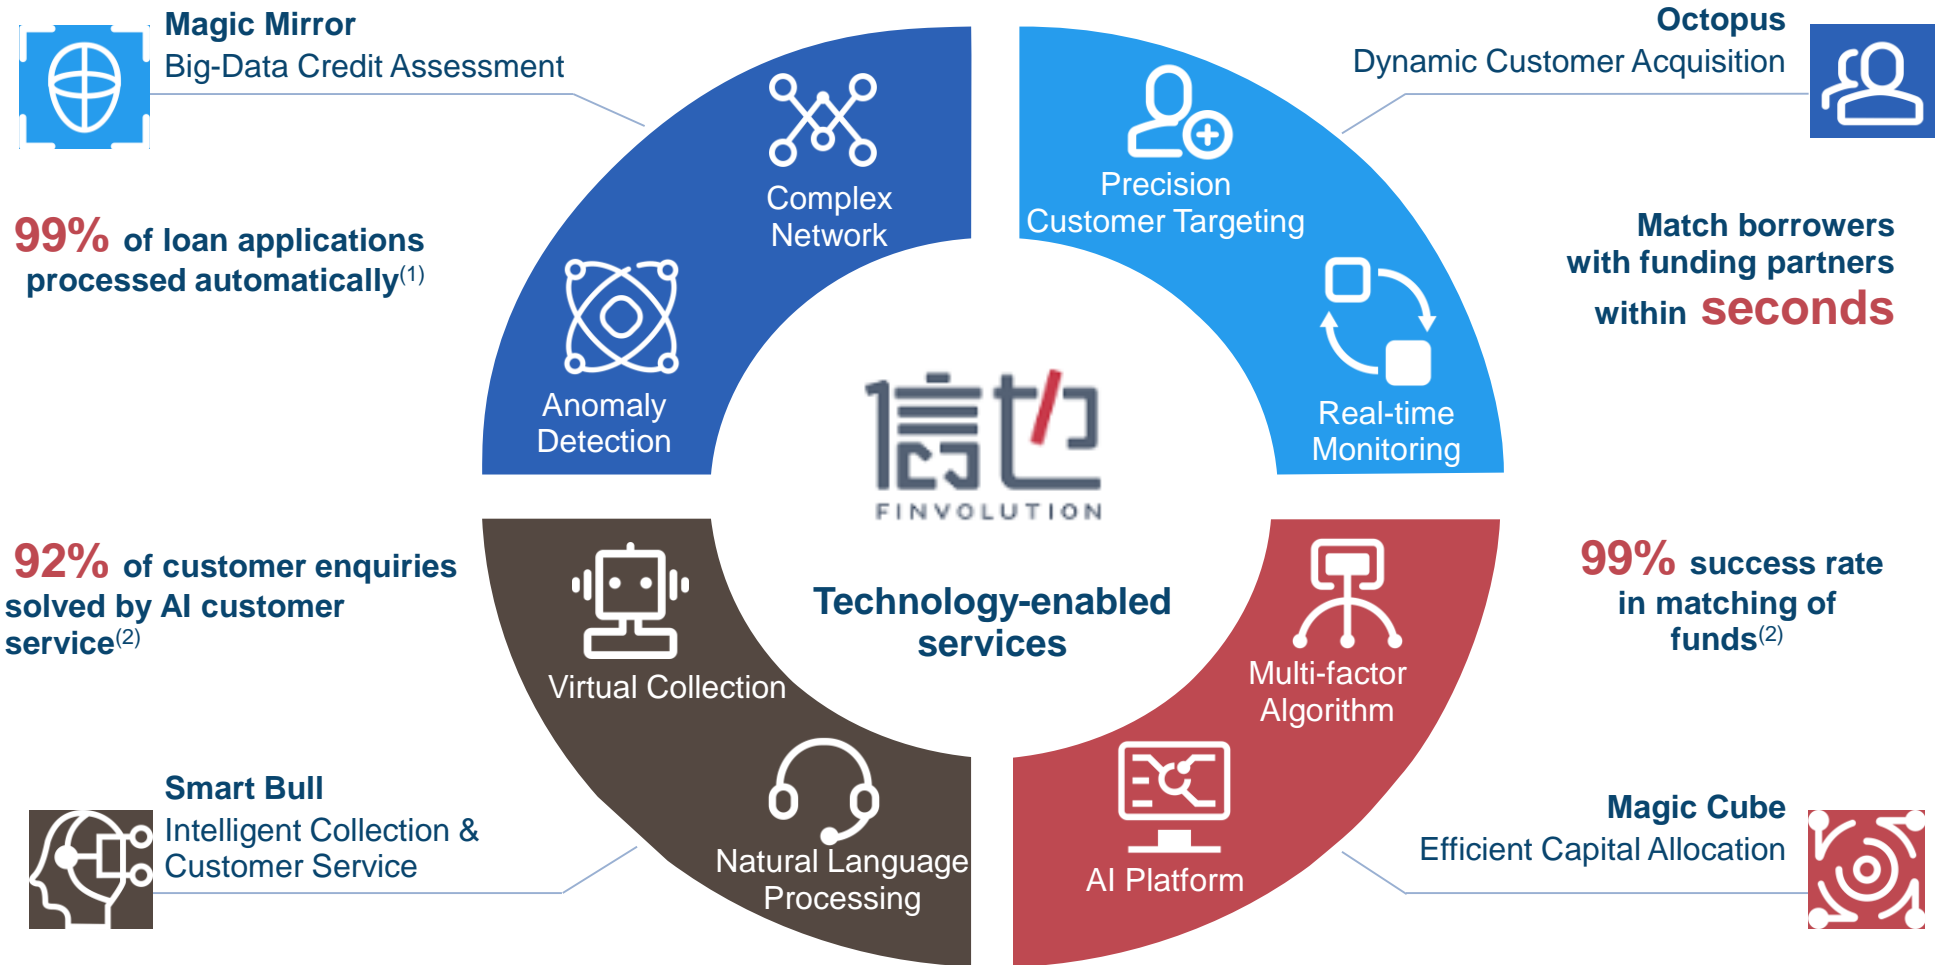 Magic Mirror
Big-Data Credit Assessment
99% of loan applications
processed automatically(1)
Complex
Network
Anomaly
Detection
Octopus
Dynamic Customer Acquisition
Precision
Customer Targeting
Real-time
Monitoring
Match borrowers
with funding partners
within seconds
信也
FINVOLUTION
Technology-enabled
services
92% of customer enquiries
solved by AI customer
service(2)
Virtual Collection
Natural Language
Processing
Smart Bull
Intelligent Collection &
Customer Service
99% success rate
in matching of
funds(2)
Multi-factor
Algorithm
AI Platform
Magic Cube
Efficient Capital Allocation